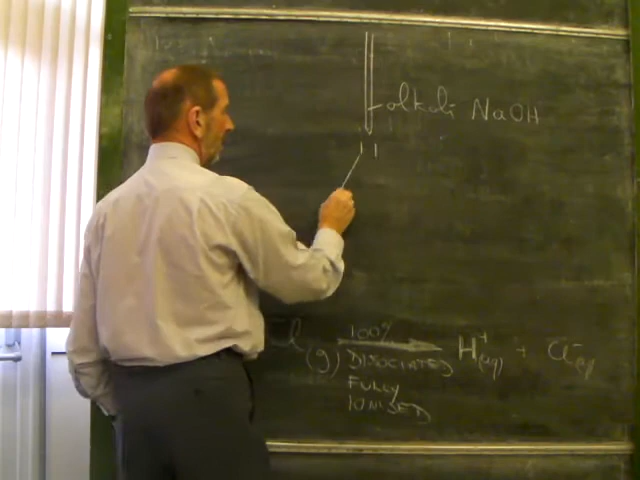 alkali NaOH
l (g) 100% H+(aq) + Cl-aq
DISSOCIATED
FULLY
IONISED